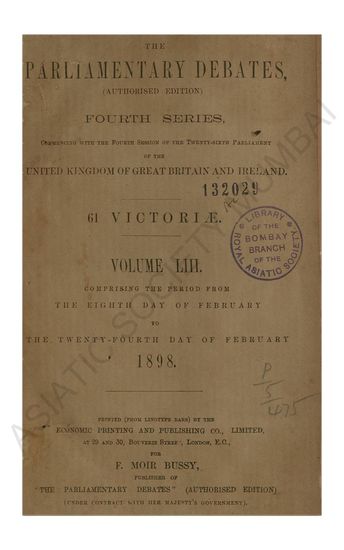 THE
PARLIAMENTARY DEBATES,
(AUTHORISED EDITION)
FOURTH SERIES,
COMMENCING WITH THE FOURTH SESSION OF THE TWENTY-SIXTH PARLIAMENT
OF THE
UNITED KINGDOM OF GREAT BRITAIN AND IRELAND.
132029
61 VICTORIÆ.
LIBRARY
OF THE
BOMBAY
BRANCH
OF THE
ROYAL ASIATIC SOCIETY
VOLUME LIII.
COMPRISING THE PERIOD FROM
THE EIGHTH DAY OF FEBRUARY
TO
THE TWENTY-FOURTH DAY OF FEBRUARY
1898.
PRINTED (FROM LINOTYPE BARS) BY THE
ECONOMIC PRINTING AND PUBLISHING CO., LIMITED,
AT 29 AND 30, BOUVERIE STREET, LONDON, E.C.,
FOR
F. MOIR BUSSY,
PUBLISHER OF
"THE PARLIAMENTARY DEBATES" (AUTHORISED EDITION)
(UNDER CONTRACT WITH HER MAJESTY'S GOVERNMENT).
ASIATIC SOCIETY MUMBAI